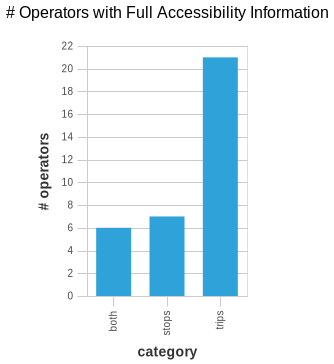 # Operators with Full Accessibility Information
22
20
18
16
14
12
10
8
6
4
2
0
# operators
both
stops
trips
category